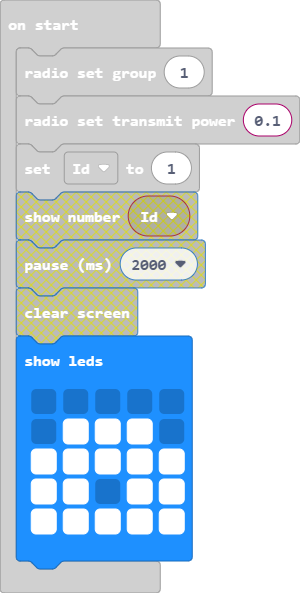 on start
radio set group 1
radio set transmit power 0.1
set Id to 1
show number Id
pause (ms) 2000
clear screen
show leds